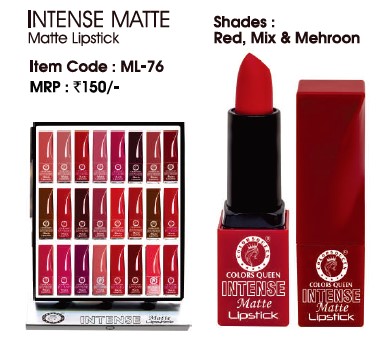 INTENSE MATTE
Matte Lipstick
Item Code : ML-76
MRP : ₹150/-
Shades :
Red, Mix & Mehroon
INTENSE Matte
COLORS QUEEN
INTENSE
Matte
Lipstick
COLORS QUEEN
INTENSE
Matte
Lipstick